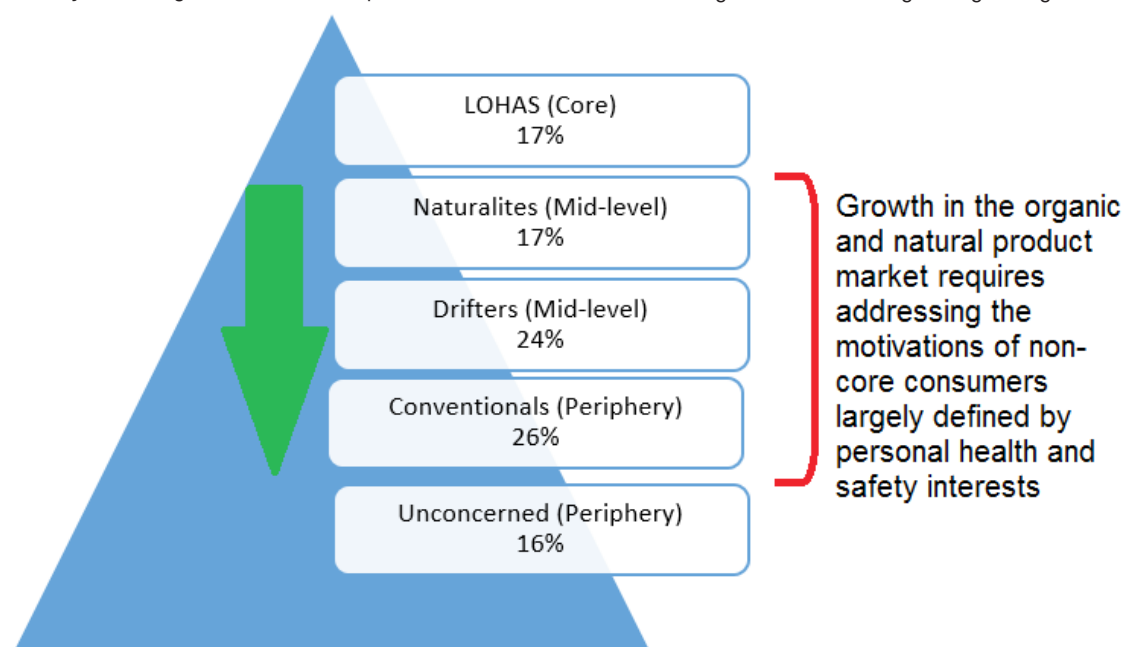 LOHAS (Core)
17%
Naturalites (Mid-level)
17%
Drifters (Mid-level)
24%
Conventionals (Periphery)
26%
Unconcerned (Periphery)
16%
Growth in the organic
and natural product
market requires
addressing the
motivations of non-
core consumers
largely defined by
personal health and
safety interests